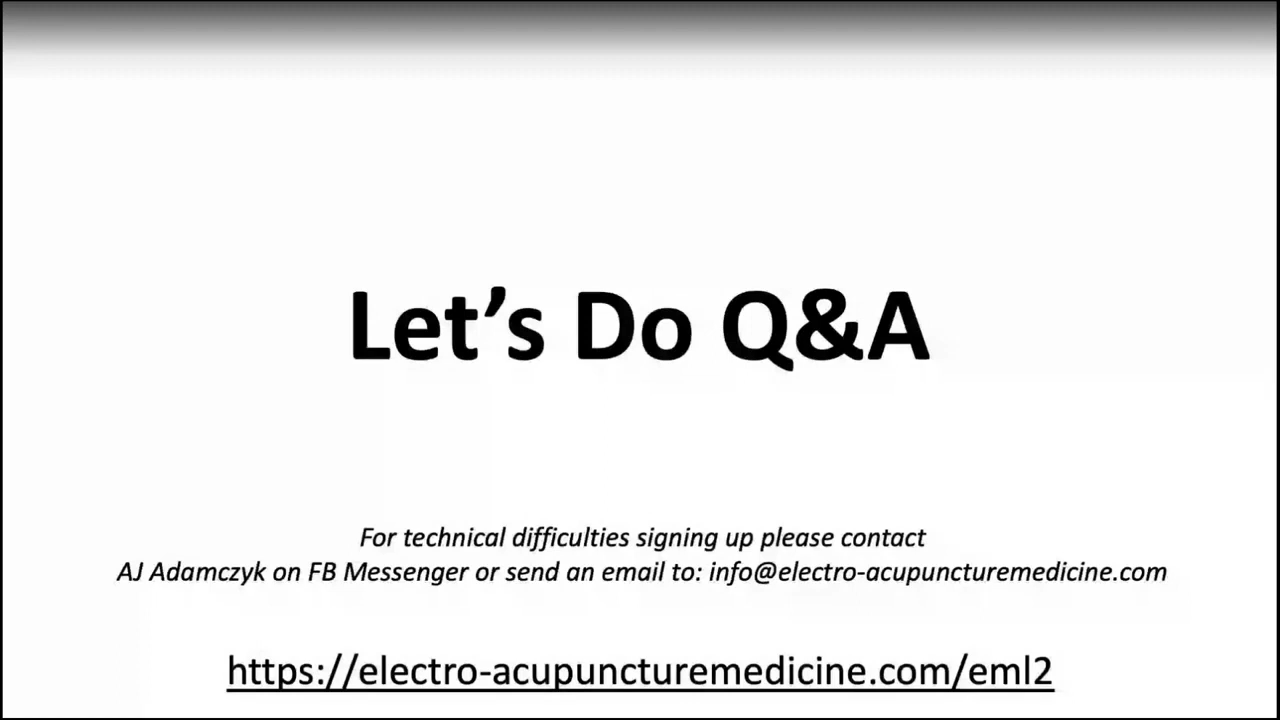 Let’s Do Q&A
For technical difficulties signing up please contact
AJ Adamczyk on FB Messenger or send an email to: info@electro-acupuncturemedicine.com
https://electro-acupuncturemedicine.com/eml2